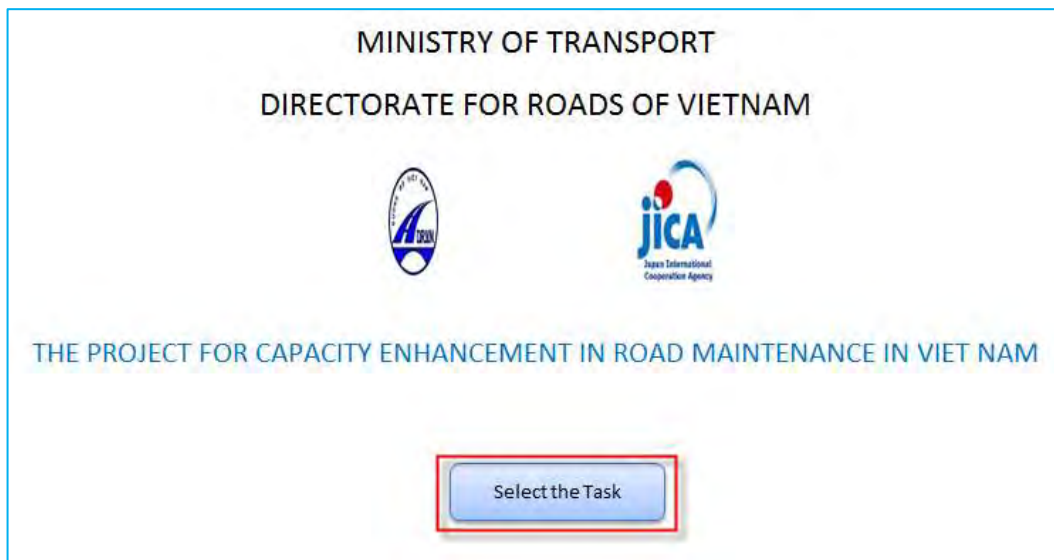 MINISTRY OF TRANSPORT
DIRECTORATE FOR ROADS OF VIETNAM
DRVN
JICA
Japan International
Cooperation Agency
THE PROJECT FOR CAPACITY ENHANCEMENT IN ROAD MAINTENANCE IN VIET NAM
Select the Task